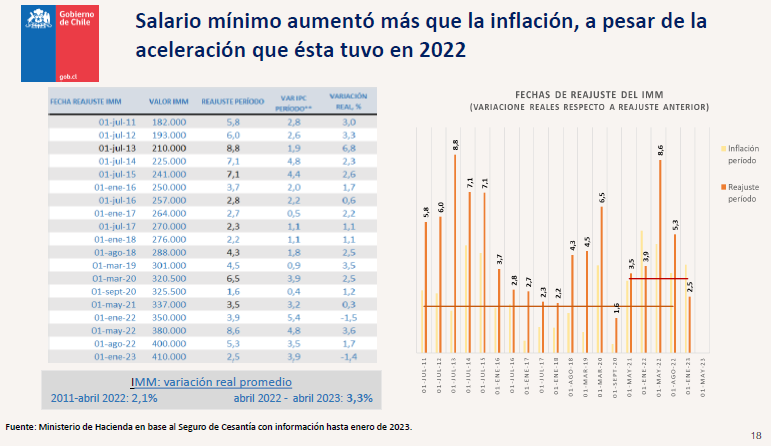 Gobierno
de Chile
gob.cl
Salario mínimo aumentó más que la inflación, a pesar de la
aceleración que ésta tuvo en 2022
FECHA REAJUSTE IMM VALOR IMM REAJUSTE PERÍODO VAR IPC PERÍODO** VARIACIÓN REAL, %
01-jul-11 182.000 5,8 2,8 3,0
01-jul-12 193.000 6,0 2,6 3,3
01-jul-13 210.000 8,8 1,9 6,8
01-jul-14 225.000 7,1 4,8 2,3
01-jul-15 241.000 7,1 4,4 2,6
01-ene-16 250.000 3,7 2,0 1,7
01-jul-16 257.000 2,8 2,2 0,6
01-ene-17 264.000 2,7 0,5 2,2
01-jul-17 270.000 2,3 1,1 1,1
01-ene-18 276.000 2,2 1,1 1,1
01-ago-18 288.000 4,3 1,8 2,5
01-mar-19 301.000 4,5 0,9 3,5
01-mar-20 320.500 6,5 3,9 2,5
01-sept-20 325.500 1,6 0,4 1,2
01-may-21 337.000 3,5 3,2 0,3
01-ene-22 350.000 3,9 5,4 -1,5
01-may-22 380.000 8,6 4,8 3,6
01-ago-22 400.000 5,3 3,5 1,7
01-ene-23 410.000 2,5 3,9 -1,4
IMM: variación real promedio
2011-abril 2022: 2,1% abril 2022 - abril 2023: 3,3%
FECHAS DE REAJUSTE DEL IMM
(VARIACIONE REALES RESPECTO A REAJUSTE ANTERIOR)
5,8 6,0 8,8 7,1 7,1 3,7 2,8 2,7 2,3 2,2 4,3 4,5 6,5 1,6 3,5 3,9 8,6 5,3 2,5
Inflación
período
Reajuste
período
01-JUL-11 01-JUL-12 01-JUL-13 01-JUL-14 01-JUL-15 01-ENE-16 01-JUL-16 01-ENE-17 01-JUL-17 01-ENE-18 01-AGO-18 01-MAR-19 01-MAR-20 01-SEPT-20 01-MAY-21 01-ENE-22 01-MAY-22 01-AGO-22 01-ENE-23 01-MAY-23
Fuente: Ministerio de Hacienda en base al Seguro de Cesantía con información hasta enero de 2023.
18